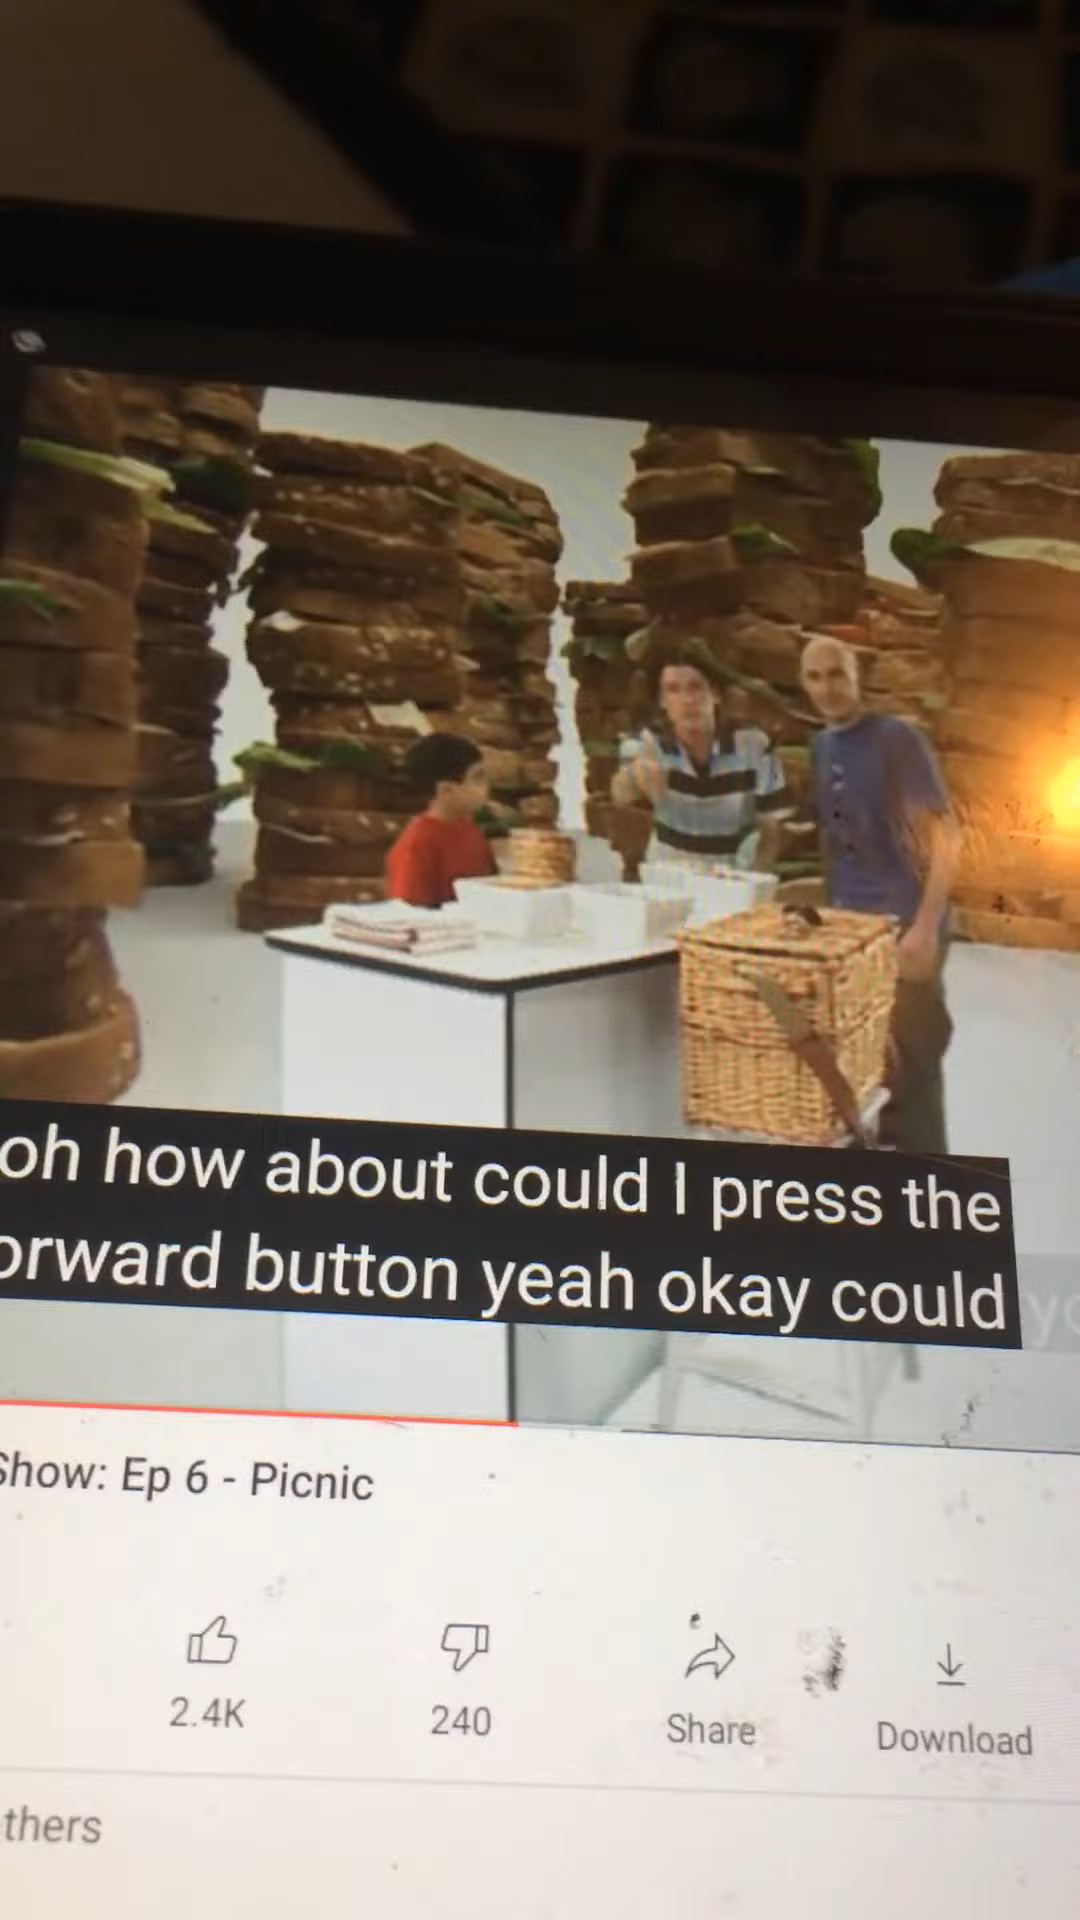 oh how about could I press the
orward button yeah okay could
Show: Ep 6 - Picnic
2.4K
240
Share
Download
thers